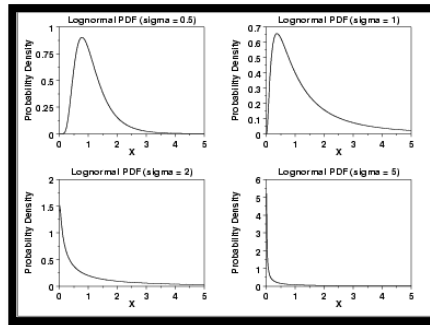 Lognormal PDF (sigma = 0.5)
Probability Density
1
0.75
0.5
0.25
0
0 1 2 3 4 5
X
Lognormal PDF (sigma = 1)
Probability Density
0.7
0.6
0.5
0.4
0.3
0.2
0.1
0
0 1 2 3 4 5
X
Lognormal PDF (sigma = 2)
Probability Density
2
1.5
1
0.5
0
0 1 2 3 4 5
X
Lognormal PDF (sigma = 5)
Probability Density
6
5
4
3
2
1
0
0 1 2 3 4 5
X